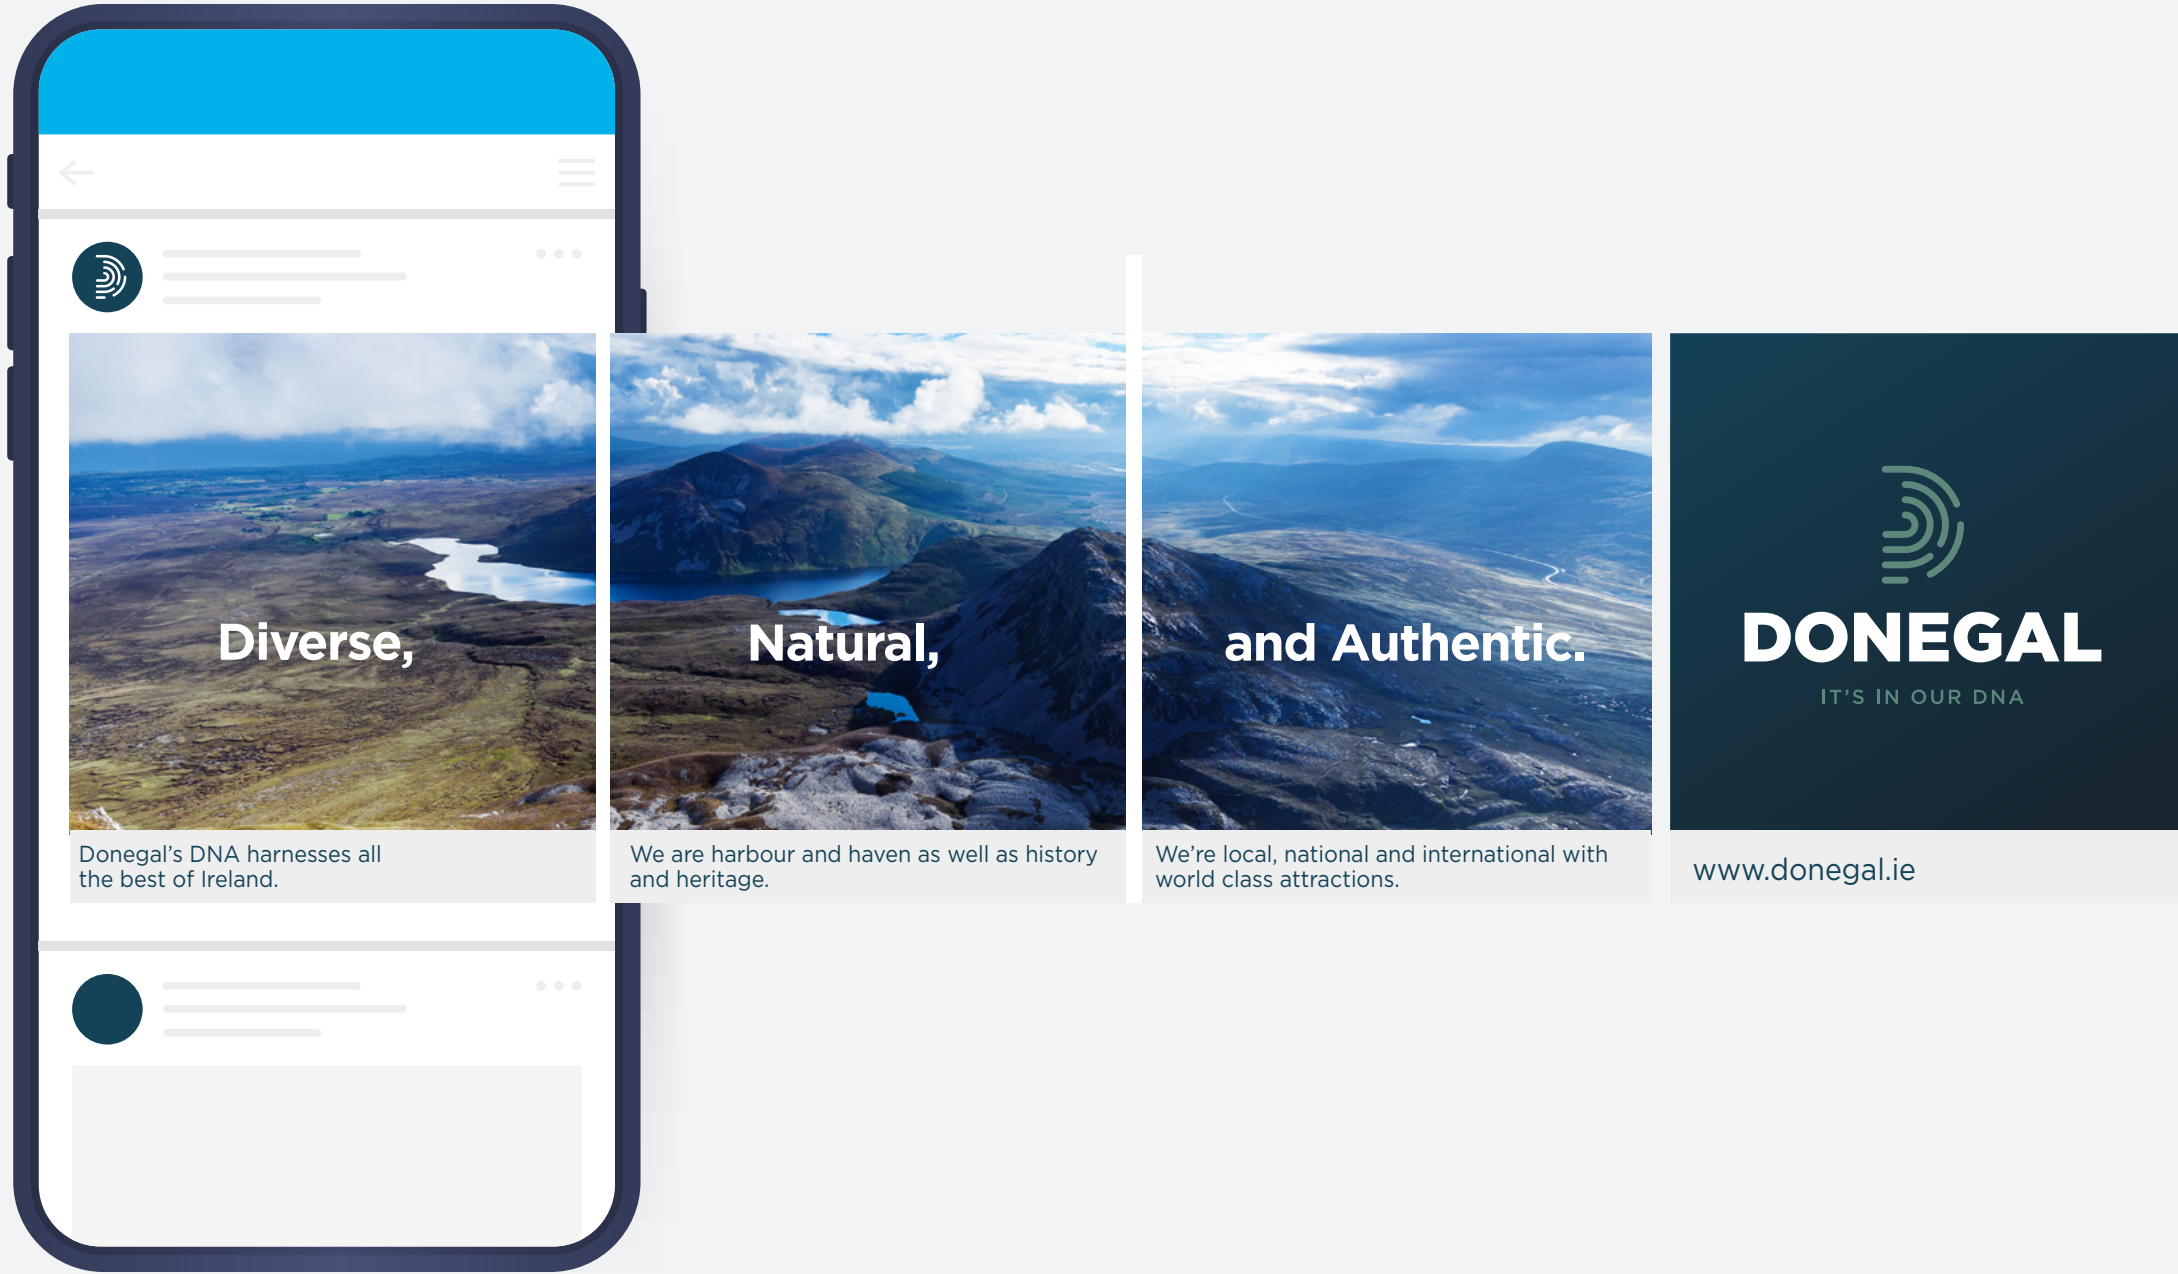 Diverse,
Natural,
and Authentic.
DONEGAL
IT'S IN OUR DNA
Donegal's DNA harnesses all
the best of Ireland.
We are harbour and haven as well as history
and heritage.
We're local, national and international with
world class attractions.
www.donegal.ie